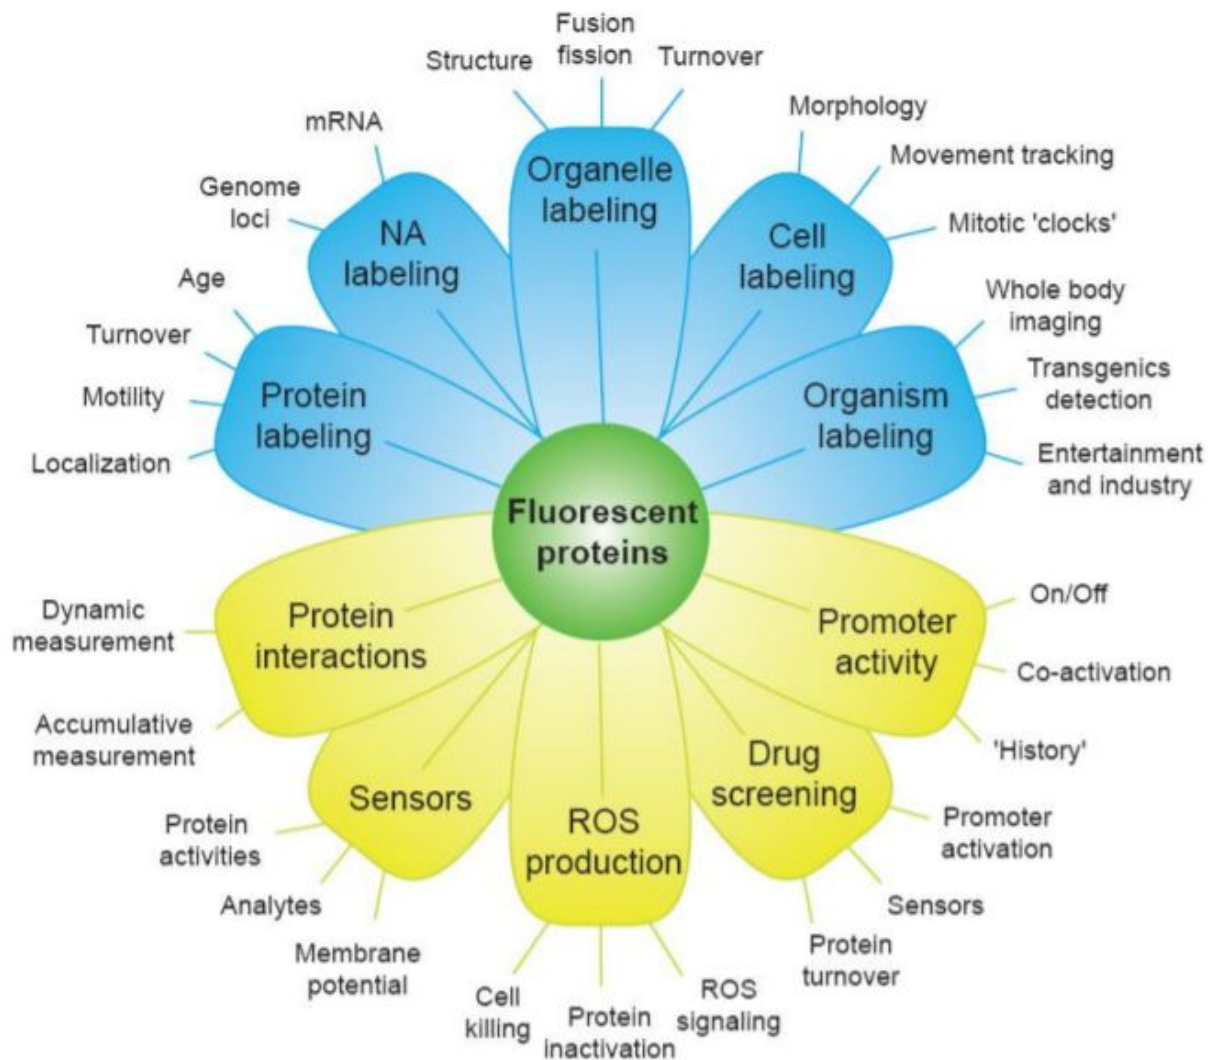 Fusion
fission
Structure
Turnover
Organelle
labeling
Morphology
Movement tracking
Mitotic 'clocks'
Cell
labeling
Whole body
imaging
Transgenics
detection
Entertainment
and industry
Organism
labeling
mRNA
Genome
loci
NA
labeling
Age
Turnover
Motility
Localization
Protein
labeling
Fluorescent
proteins
Protein
interactions
Dynamic
measurement
Accumulative
measurement
Sensors
Protein
activities
Analytes
Membrane
potential
ROS
production
Cell
killing
Protein
inactivation
ROS
signaling
Drug
screening
Promoter
activation
Sensors
Protein
turnover
Promoter
activity
On/Off
Co-activation
'History'